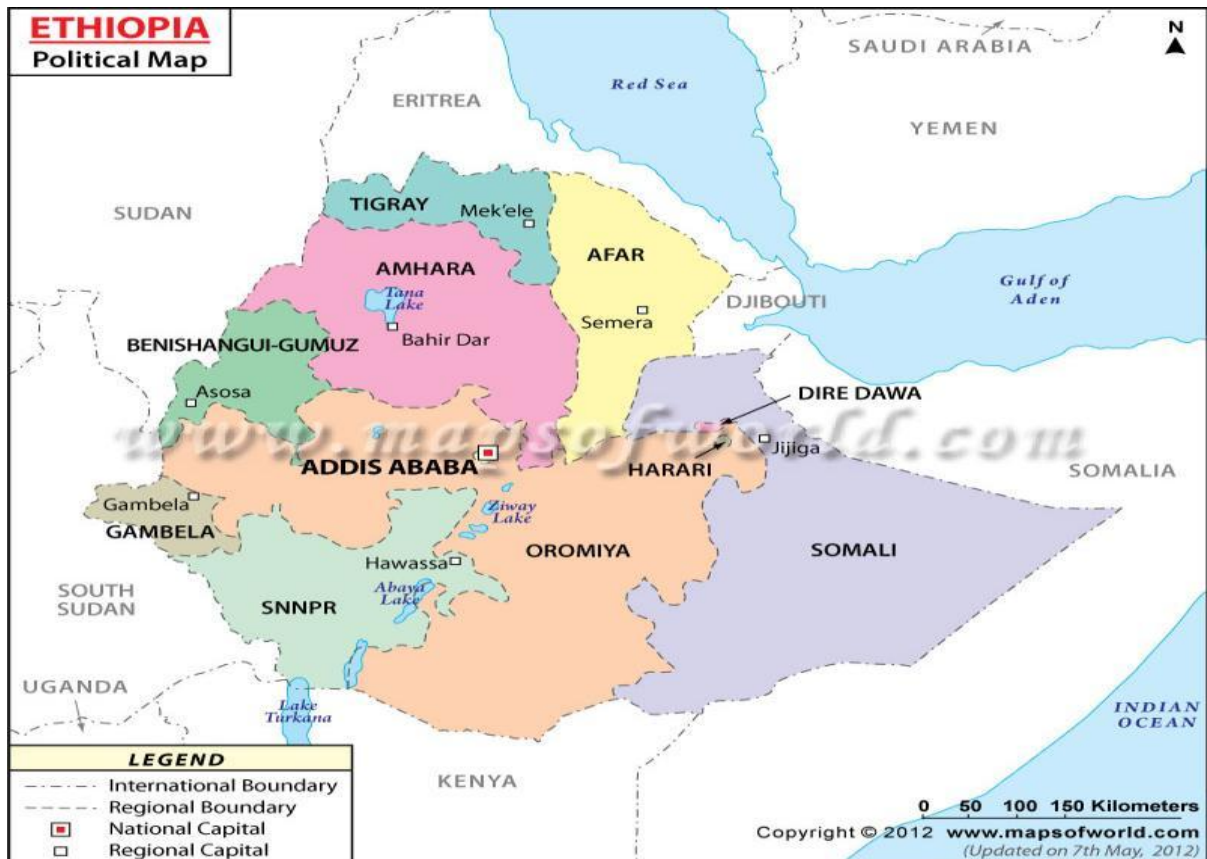 ETHIOPIA
Political Map
N
SAUDI ARABIA
Red Sea
ERITREA
YEMEN
SUDAN
TIGRAY
Mek'ele
AFAR
AMHARA
Tana
Lake
Gulf of
Aden
DJIBOUTI
Semera
Bahir Dar
BENISHANGUI-GUMUZ
Asosa
DIRE DAWA
www.mapsofworld.com
Jijiga
HARARI
ADDIS ABABA
SOMALIA
Gambela
GAMBELA
Ziway
Lake
OROMIYA
SOMALI
Hawassa
SOUTH
SUDAN
Abaya
Lake
SNNPR
UGANDA
Lake
Turkana
INDIAN
OCEAN
KENYA
LEGEND
International Boundary
Regional Boundary
National Capital
Regional Capital
0 50 100 150 Kilometers
Copyright © 2012 www.mapsofworld.com
(Updated on 7th May, 2012)